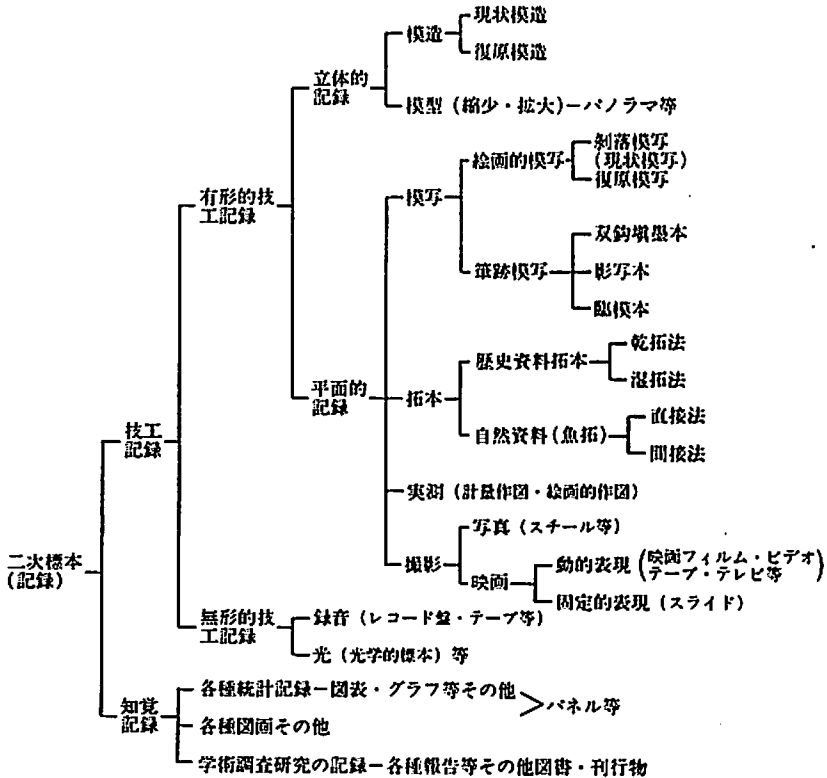 現状模造
模造
復原模造
立体的
記録
模型（縮少・拡大）－パノラマ等
剝落模写
（現状模写）
絵画的模写
復原模写
有形的技
工記録
模写
双鈎塡墨本
筆跡模写
影写本
臨模本
乾拓法
歴史資料拓本
湿拓法
平面的
記録
拓本
直接法
自然資料（魚拓）
間接法
技工
記録
実測（計量作図・絵画的作図）
写真（スチール等）
撮影
動的表現（映画フィルム・ビデオ
テープ・テレビ等）
映画
固定的表現（スライド）
二次標本
（記録）
無形的技
工記録
録音（レコード盤・テープ等）
光（光学的標本）等
知覚
記録
各種統計記録－図表・グラフ等その他
パネル等
各種図画その他
学術調査研究の記録－各種報告等その他図書・刊行物